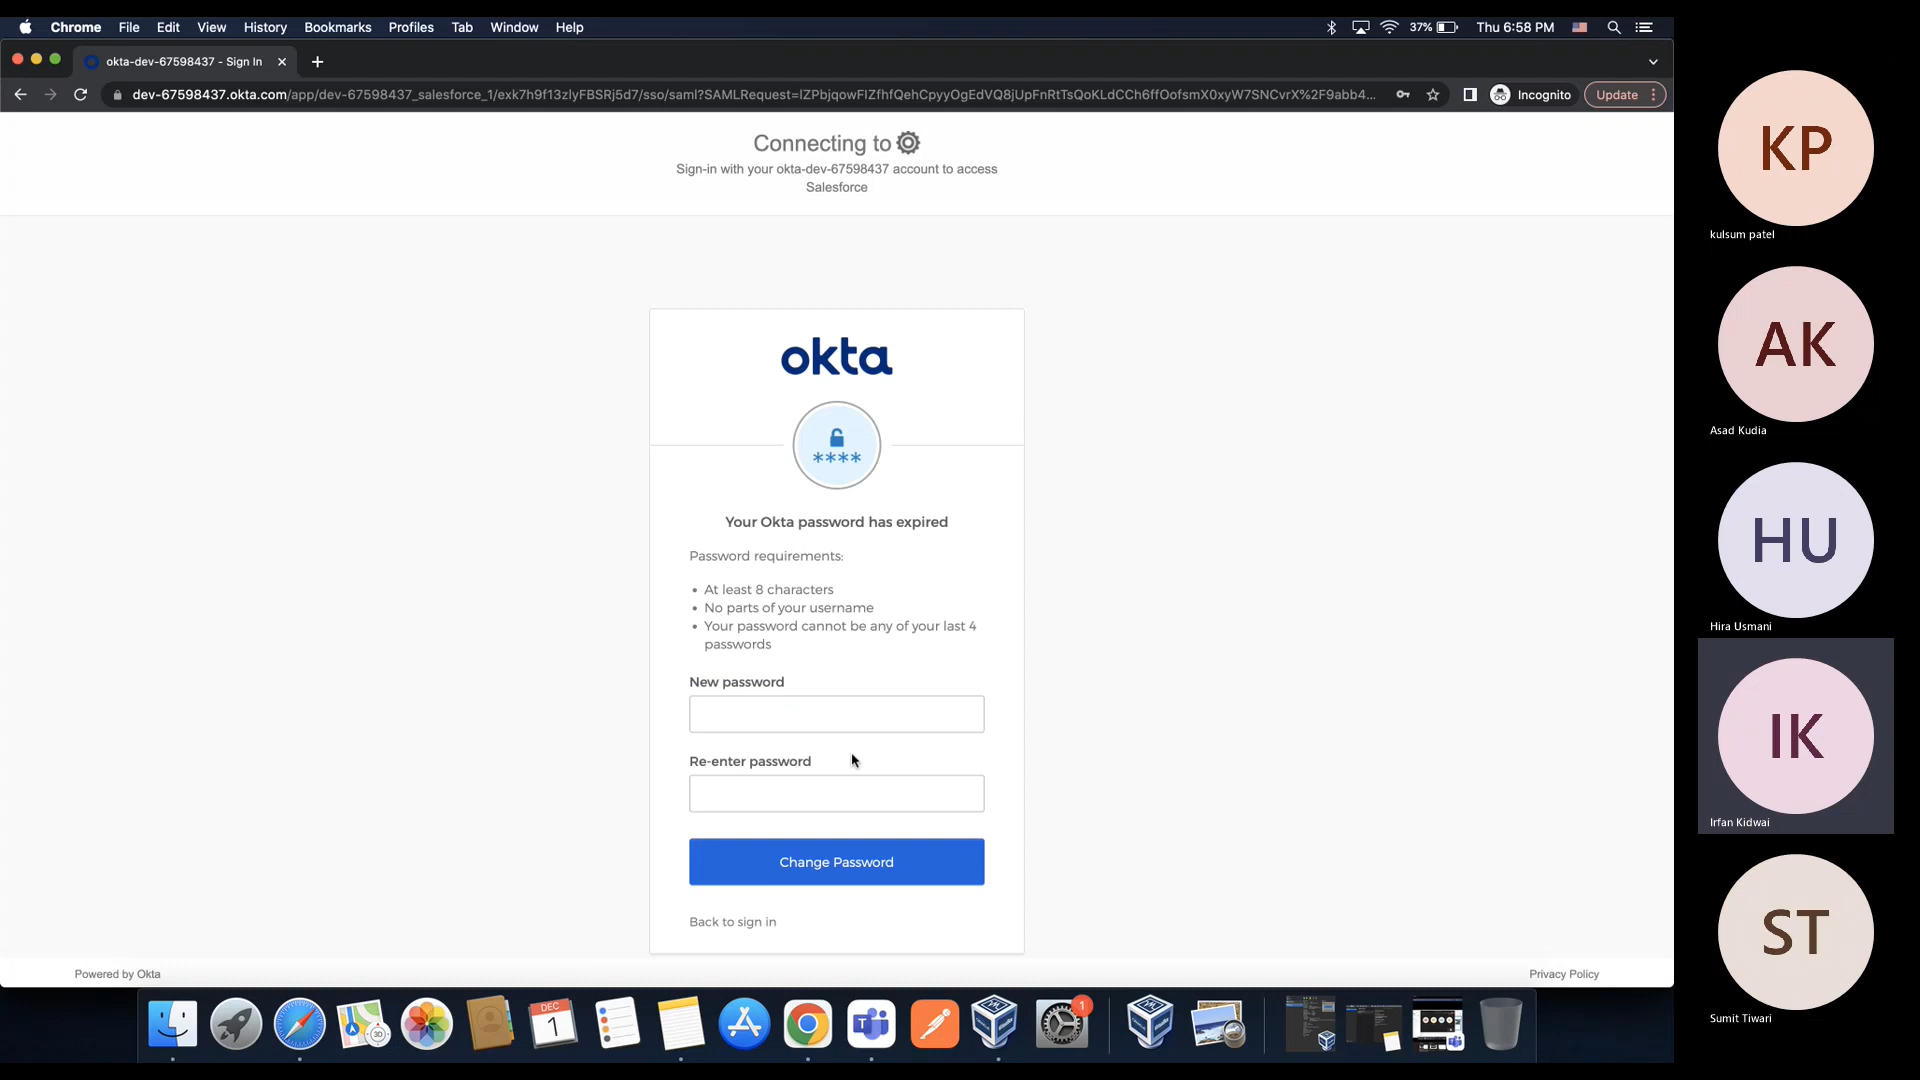 Chrome File Edit View History Bookmarks Profiles Tab Window Help
37% Thu 6:58 PM
okta-dev-67598437 - Sign In
dev-67598437.okta.com/app/dev-67598437_salesforce_1/exk7h9f13zlyFBSRj5d7/sso/saml?SAMLRequest=lZPbjqowFIZfhfQehCpyyOgEdVQ8jUpFnRtTsQoKLdCCh6ffOofsmX0xyW7SNCvrX%2F9abb4...
Incognito
Update
Connecting to
Sign-in with your okta-dev-67598437 account to access
Salesforce
okta
****
Your Okta password has expired
Password requirements:
• At least 8 characters
• No parts of your username
• Your password cannot be any of your last 4
passwords
New password
Re-enter password
Change Password
Back to sign in
Powered by Okta
Privacy Policy
3D
DEC
1
1
KP
kulsum patel
AK
Asad Kudia
HU
Hira Usmani
IK
Irfan Kidwai
ST
Sumit Tiwari